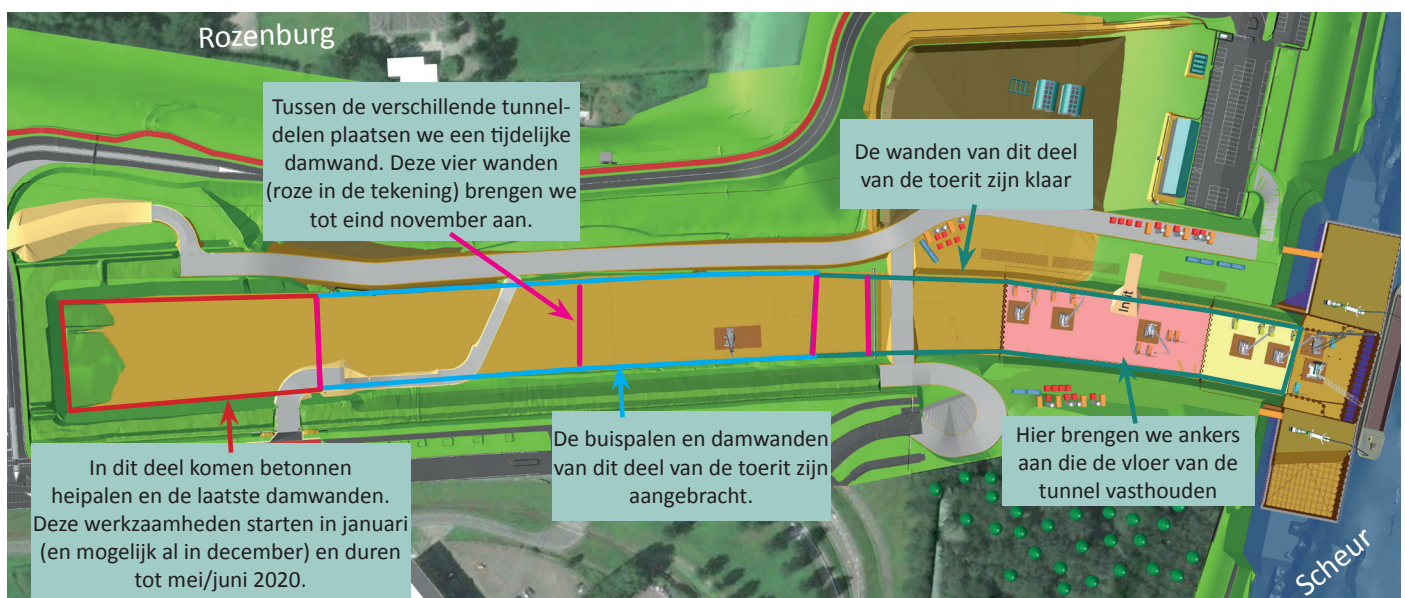 Rozenburg
Tussen de verschillende tunnel-
delen plaatsen we een tijdelijke
damwand. Deze vier wanden
(roze in de tekening) brengen we
tot eind november aan.
De wanden van dit deel
van de toerit zijn klaar
In dit deel komen betonnen
heipalen en de laatste damwanden.
Deze werkzaamheden starten in januari
(en mogelijk al in december) en duren
tot mei/juni 2020.
De buispalen en damwanden
van dit deel van de toerit zijn
aangebracht.
Hier brengen we ankers
aan die de vloer van de
tunnel vasthouden
Scheur